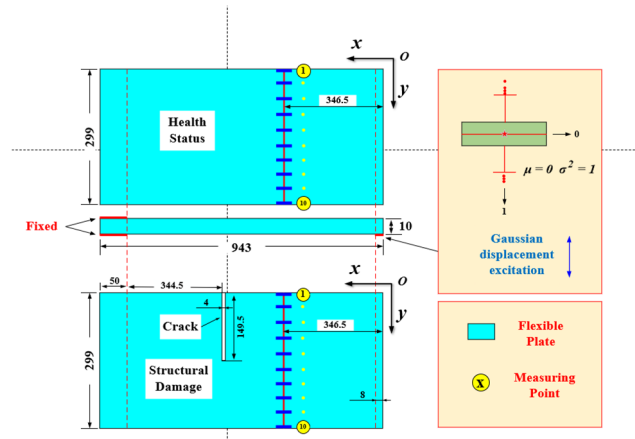 x
O
y
1
346.5
299
Health
Status
10
Fixed
10
943
0
μ = 0 σ² = 1
1
Gaussian
displacement
excitation
50
344.5
x
O
y
1
4
346.5
Crack
149.5
299
Structural
Damage
8
10
Flexible
Plate
X
Measuring
Point